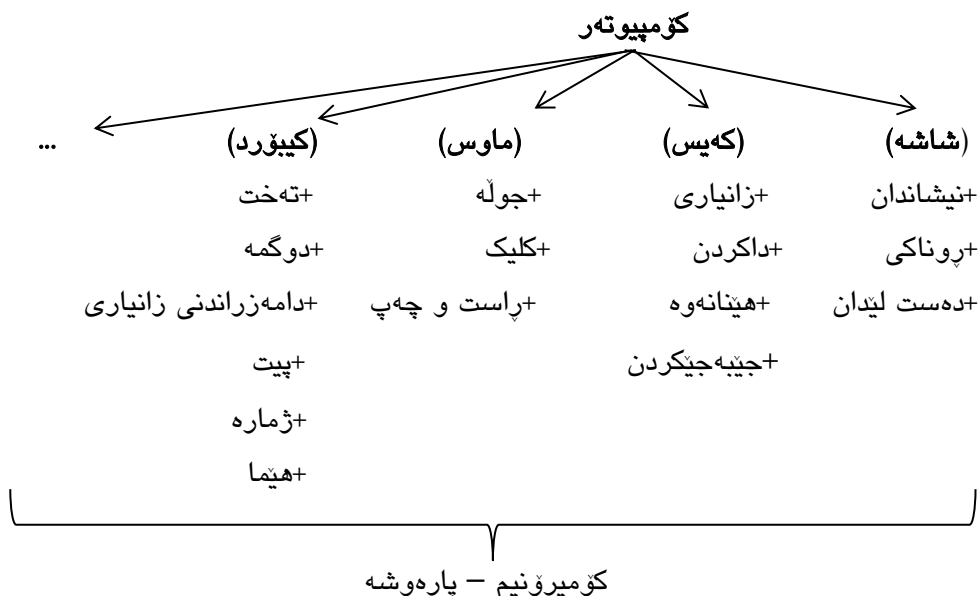 کۆمپیوتەر
(شاشە) (کەیس) (ماوس) (کیبۆرد) ...
+نیشاندان +زانیاری +جوڵە +تەخت
+ڕوناکی +داکردن +کلیک +دوگمە
+دەست لێدان +هێنانەوە +ڕاست و چەپ +دامەزراندنی زانیاری
+جێبەجێکردن +پیت
+ژمارە
+هێما
کۆمیرۆنیم – پارەوشە